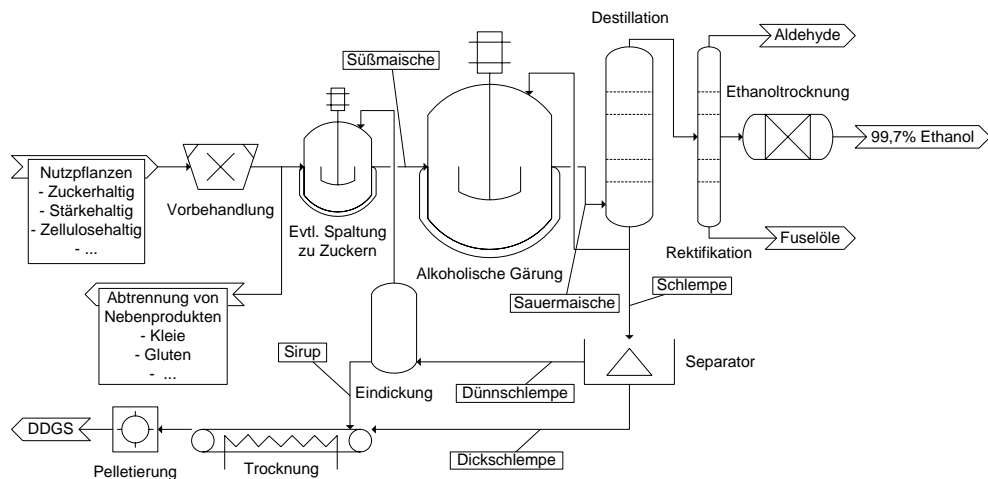 Destillation
Süßmaische
Aldehyde
Ethanoltrocknung
99,7% Ethanol
Nutzpflanzen
- Zuckerhaltig
- Stärkehaltig
- Zellulosehaltig
- ...
Vorbehandlung
Evtl. Spaltung
zu Zuckern
Alkoholische Gärung
Sauermaische
Fuselöle
Rektifikation
Schlempe
Abtrennung von
Nebenprodukten
- Kleie
- Gluten
- ...
Sirup
Eindickung
Dünnschlempe
Separator
DDGS
Pelletierung
Trocknung
Dickschlempe